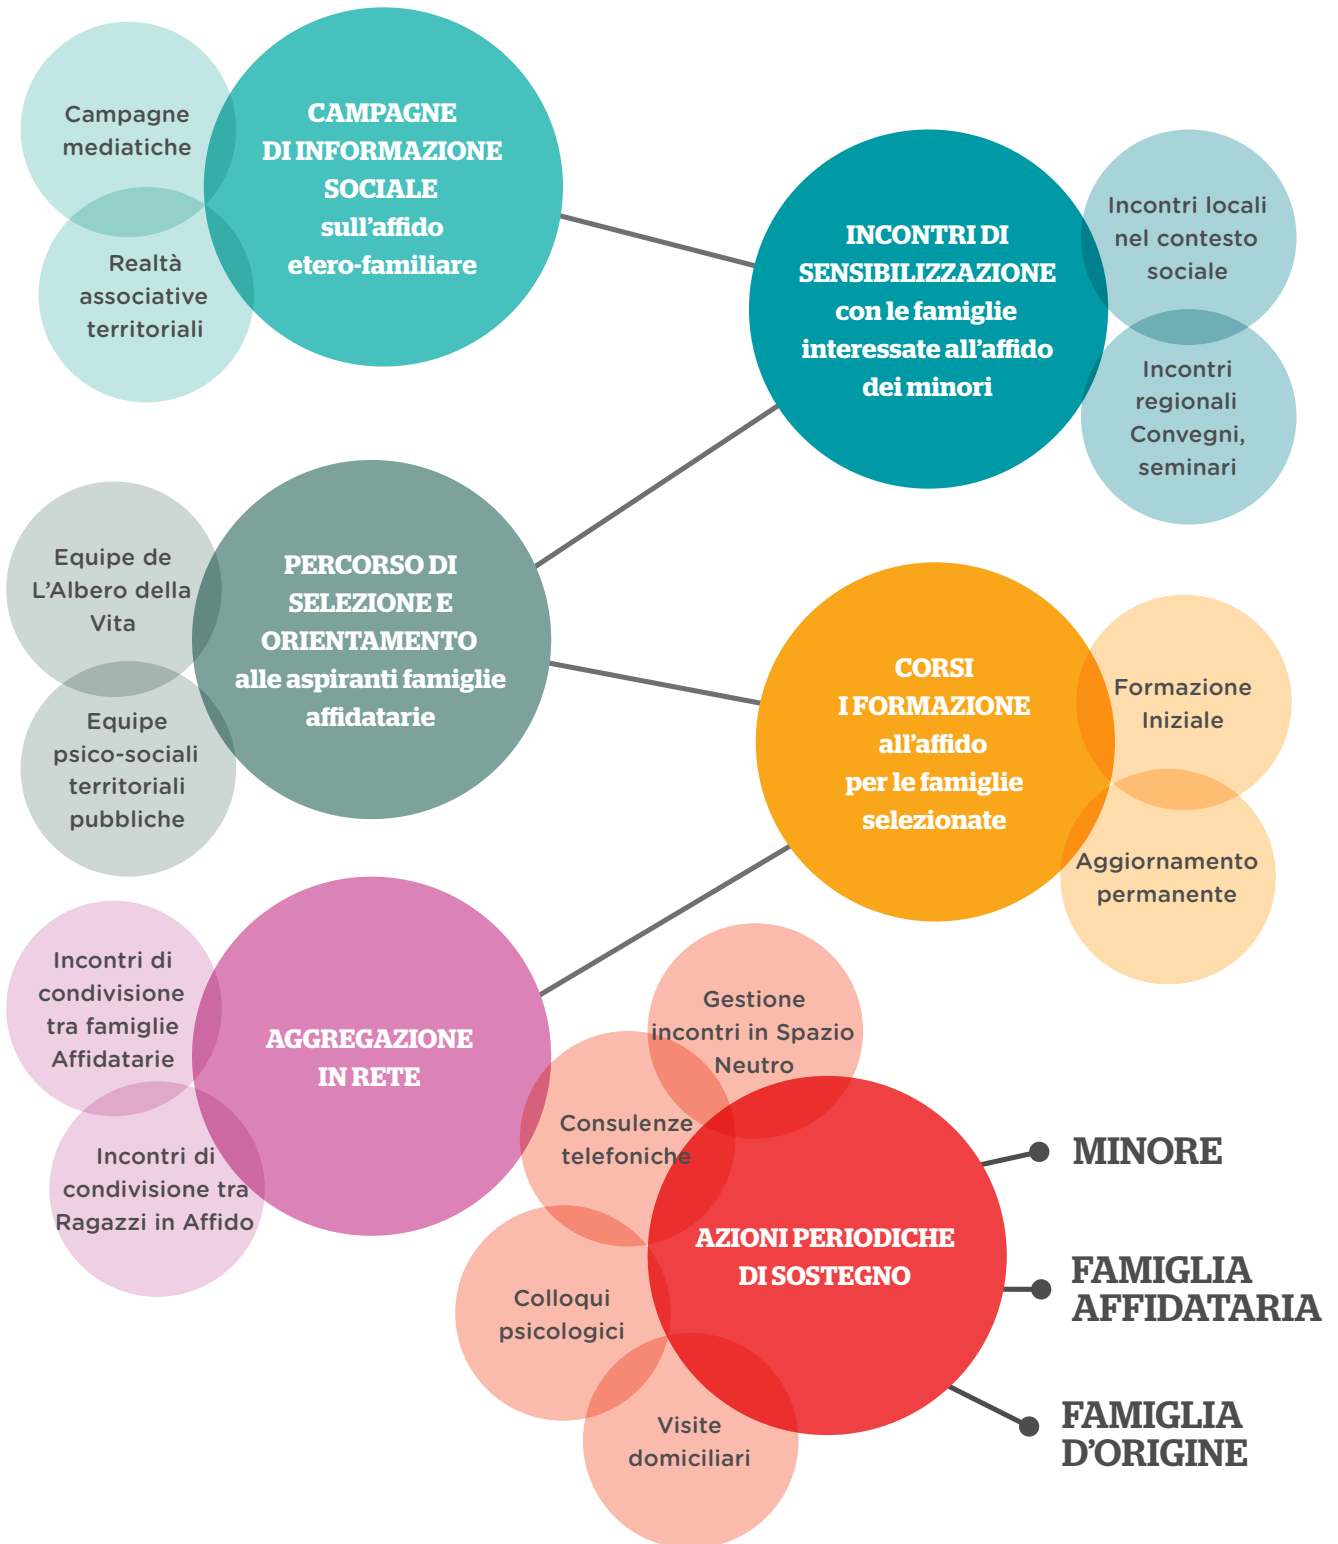 Campagne
mediatiche
Realtà
associative
territoriali
CAMPAGNE
DI INFORMAZIONE
SOCIALE
sull’affido
etero-familiare
INCONTRI DI
SENSIBILIZZAZIONE
con le famiglie
interessate all’affido
dei minori
Incontri locali
nel contesto
sociale
Incontri
regionali
Convegni,
seminari
Equipe de
L’Albero della
Vita
Equipe
psico-sociali
territoriali
pubbliche
PERCORSO DI
SELEZIONE E
ORIENTAMENTO
alle aspiranti famiglie
affidatarie
CORSI
I FORMAZIONE
all’affido
per le famiglie
selezionate
Formazione
Iniziale
Aggiornamento
permanente
Incontri di
condivisione
tra famiglie
Affidatarie
Incontri di
condivisione tra
Ragazzi in Affido
AGGREGAZIONE
IN RETE
Gestione
incontri in Spazio
Neutro
Consulenze
telefoniche
Colloqui
psicologici
Visite
domiciliari
AZIONI PERIODICHE
DI SOSTEGNO
MINORE
FAMIGLIA
AFFIDATARIA
FAMIGLIA
D’ORIGINE